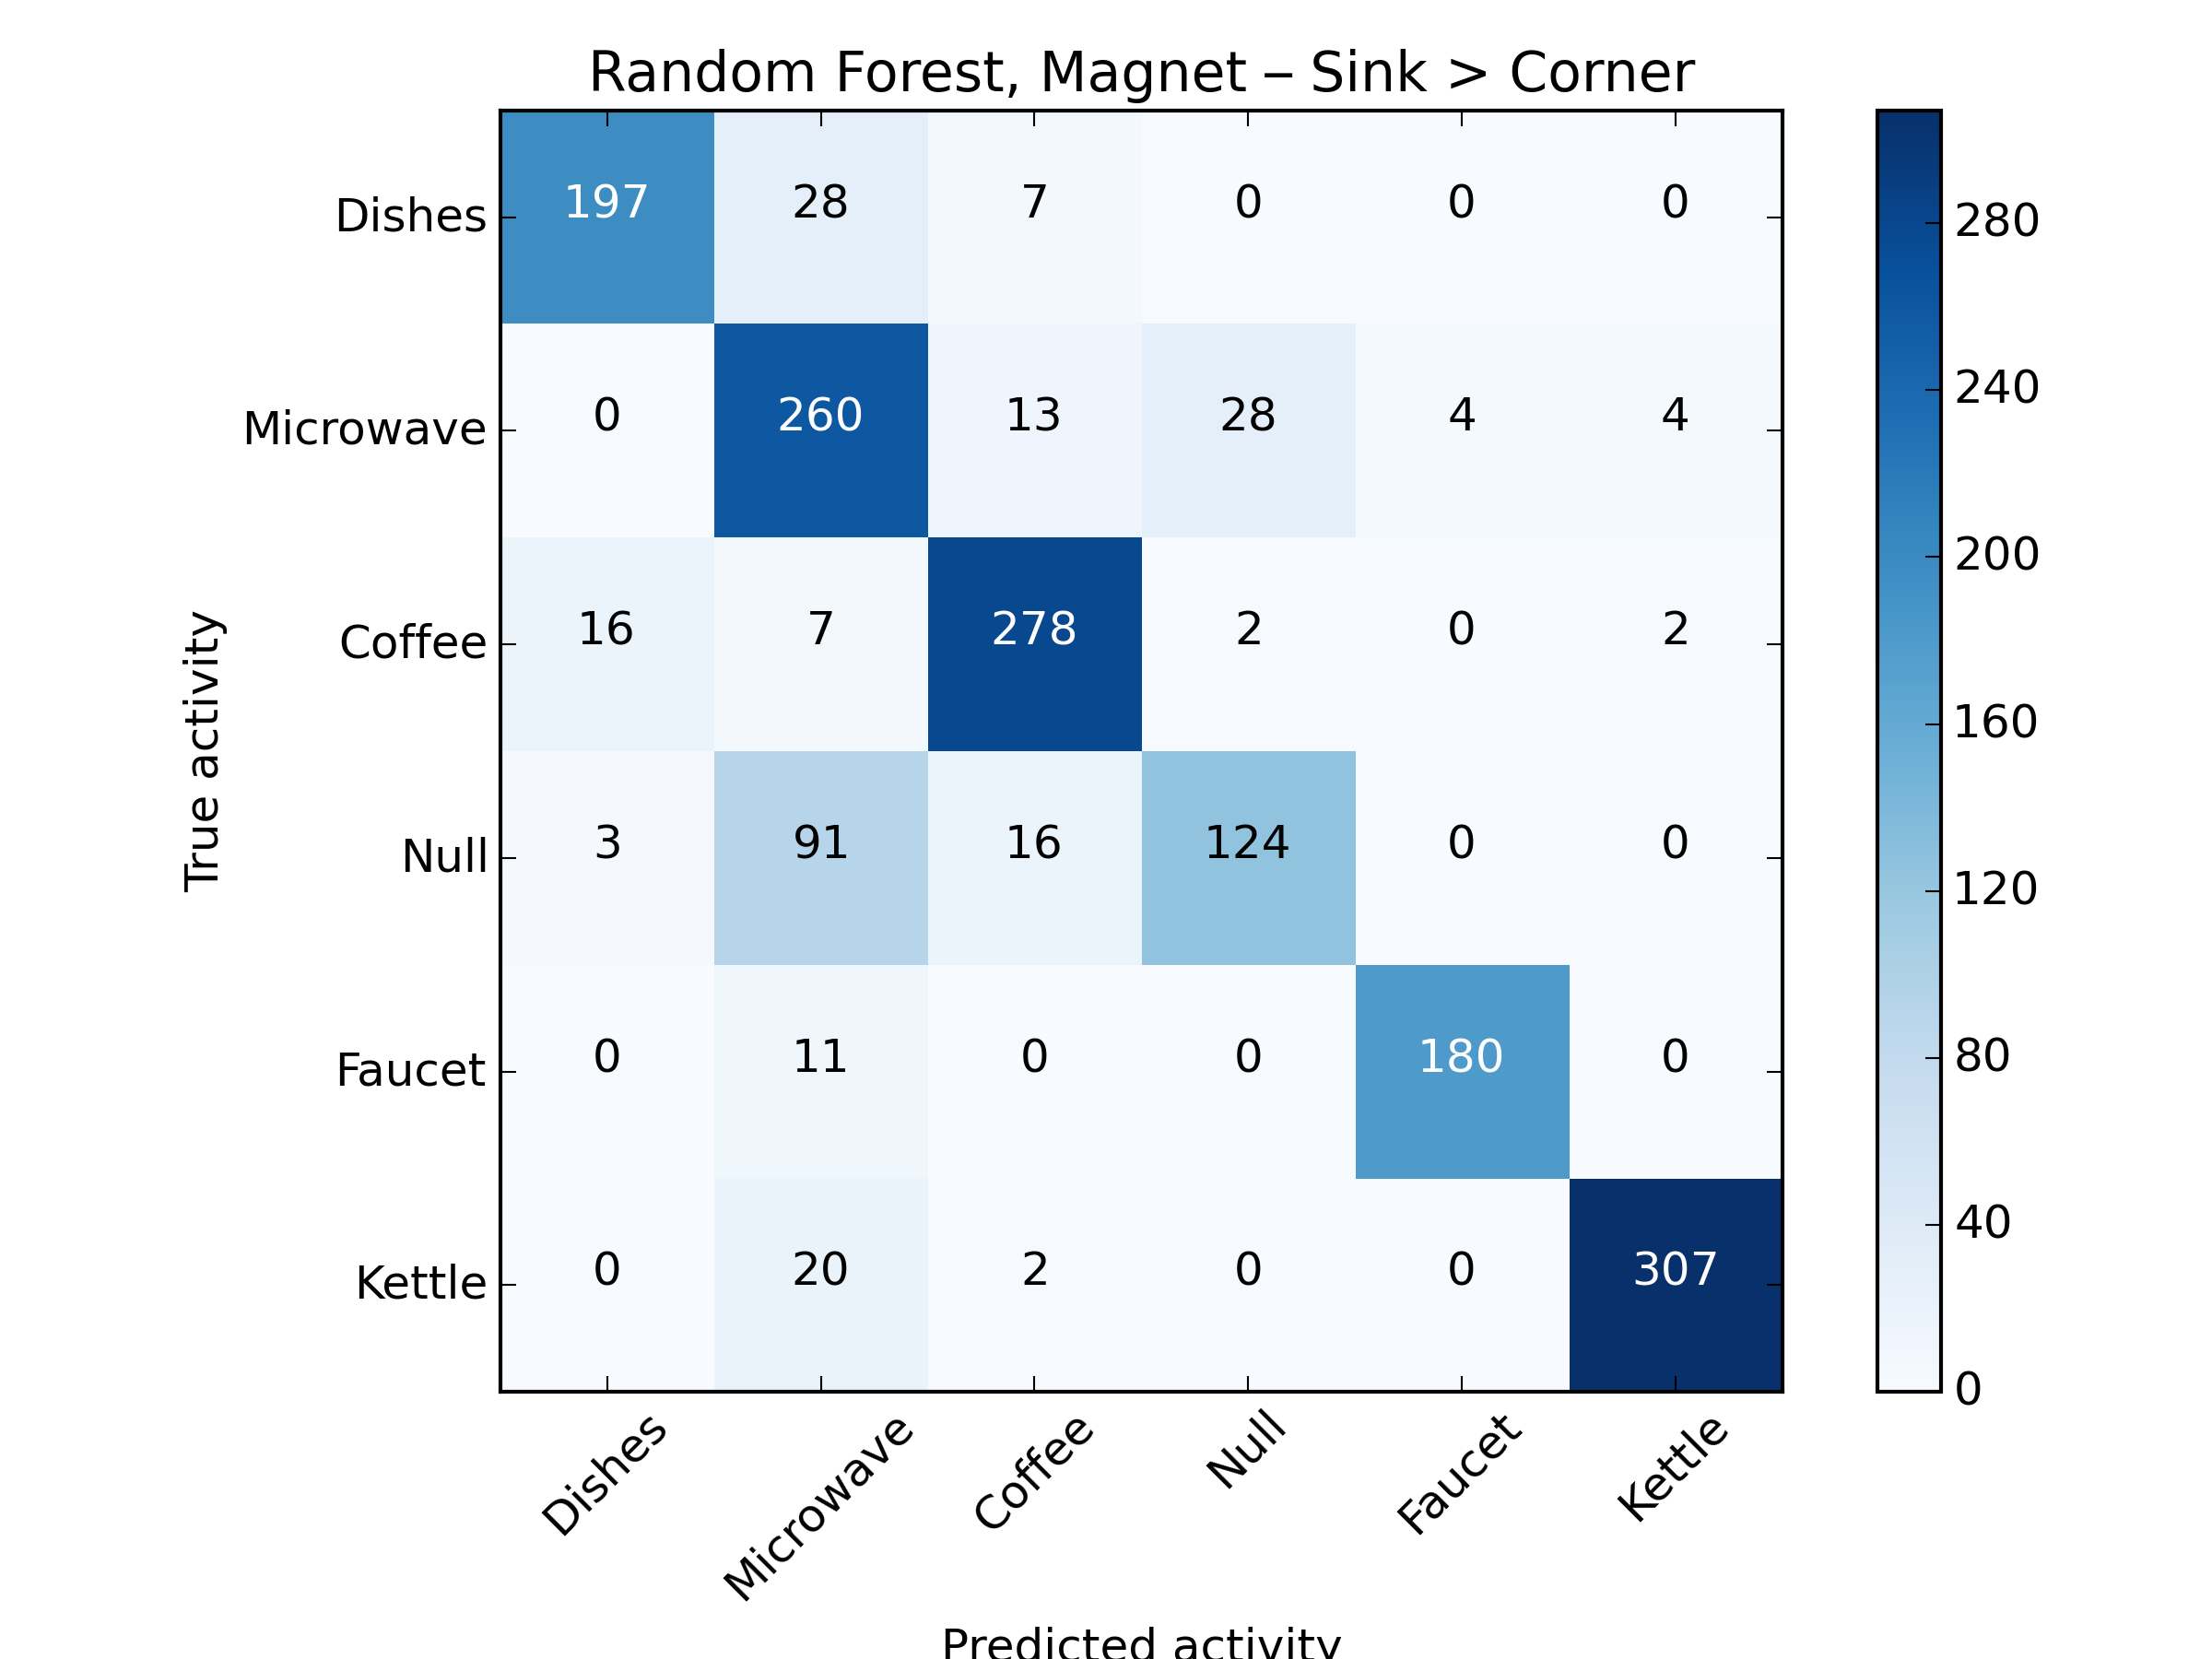 Random Forest, Magnet – Sink > Corner
Dishes 197 28 7 0 0 0
Microwave 0 260 13 28 4 4
Coffee 16 7 278 2 0 2
Null 3 91 16 124 0 0
Faucet 0 11 0 0 180 0
Kettle 0 20 2 0 0 307
True activity
Dishes Microwave Coffee Null Faucet Kettle
Predicted activity
280
240
200
160
120
80
40
0